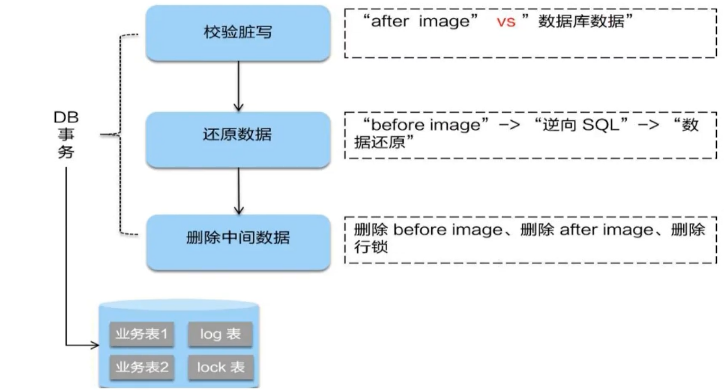 校验脏写
“after image” vs ”数据库数据”
DB
事
务
还原数据
“before image”–> “逆向 SQL”–> “数
据还原”
删除中间数据
删除 before image、删除 after image、删除
行锁
业务表1
log 表
业务表2
lock 表